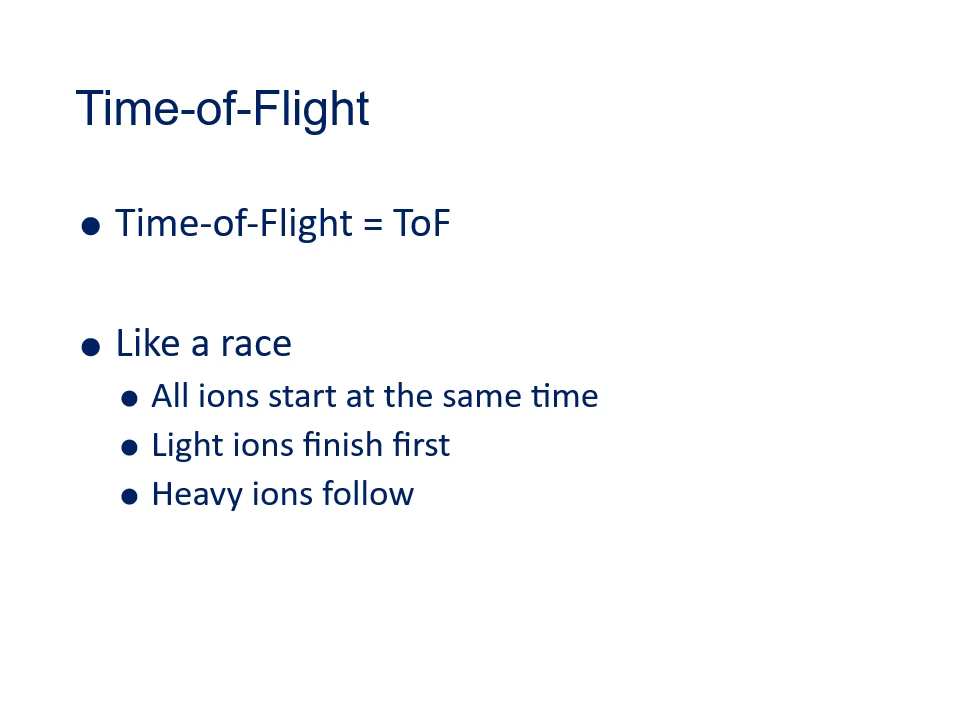 Time-of-Flight
● Time-of-Flight = ToF
● Like a race
● All ions start at the same time
● Light ions finish first
● Heavy ions follow